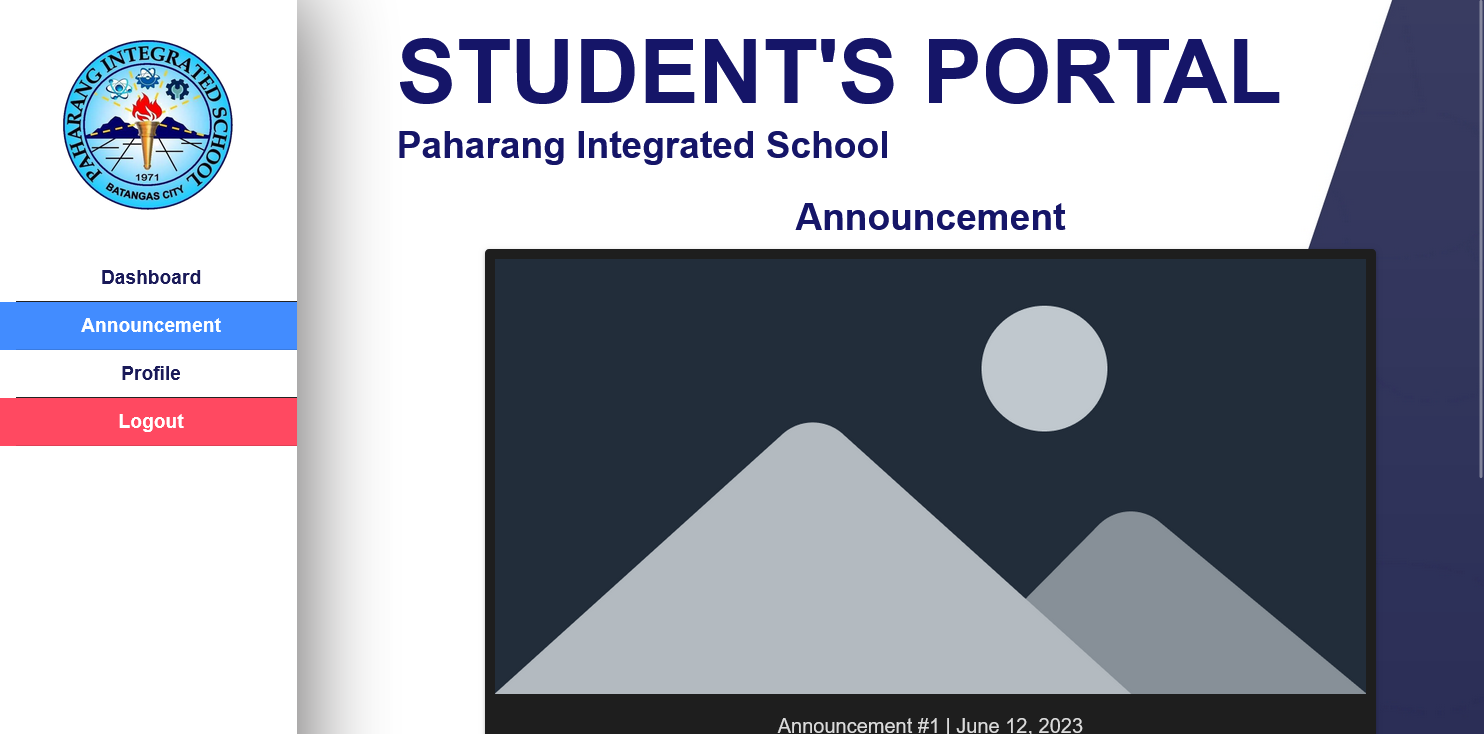 PAHARANG INTEGRATED SCHOOL
1971
BATANGAS CITY
Dashboard
Announcement
Profile
Logout
STUDENT'S PORTAL
Paharang Integrated School
Announcement
Announcement #1 | June 12, 2023